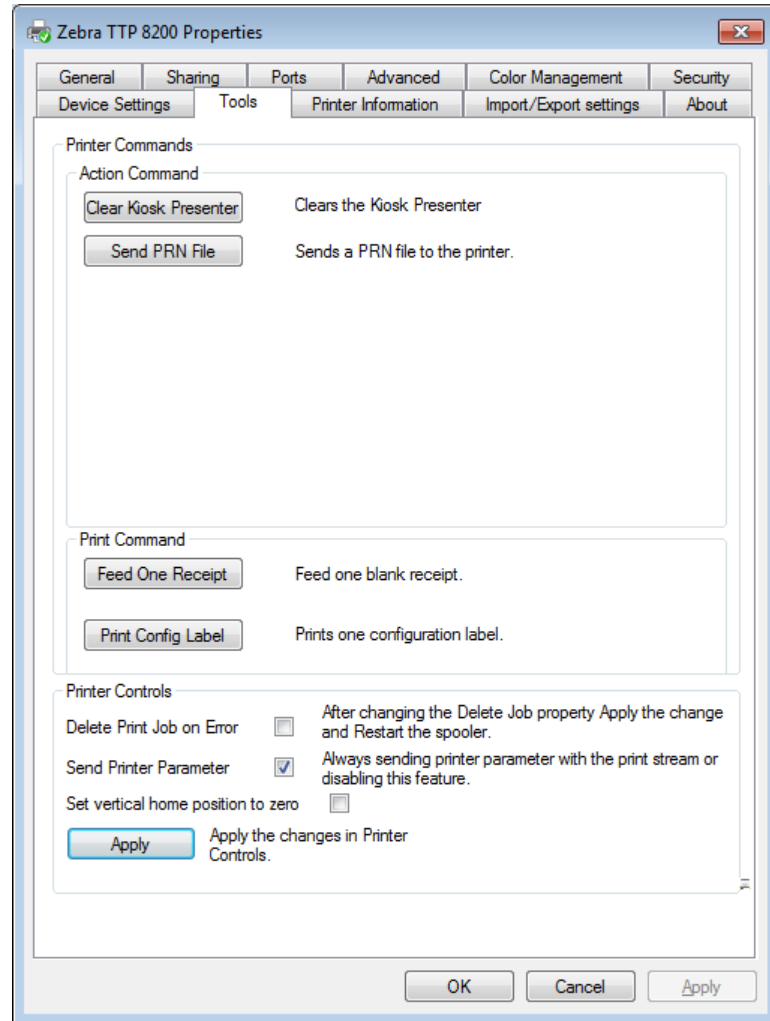 Zebra TTP 8200 Properties
General Sharing Ports Advanced Color Management Security
Device Settings Tools Printer Information Import/Export settings About
Printer Commands
Action Command
Clear Kiosk Presenter Clears the Kiosk Presenter
Send PRN File Sends a PRN file to the printer.
Print Command
Feed One Receipt Feed one blank receipt.
Print Config Label Prints one configuration label.
Printer Controls
Delete Print Job on Error After changing the Delete Job property Apply the change
and Restart the spooler.
Send Printer Parameter Always sending printer parameter with the print stream or
disabling this feature.
Set vertical home position to zero
Apply Apply the changes in Printer
Controls.
OK Cancel Apply